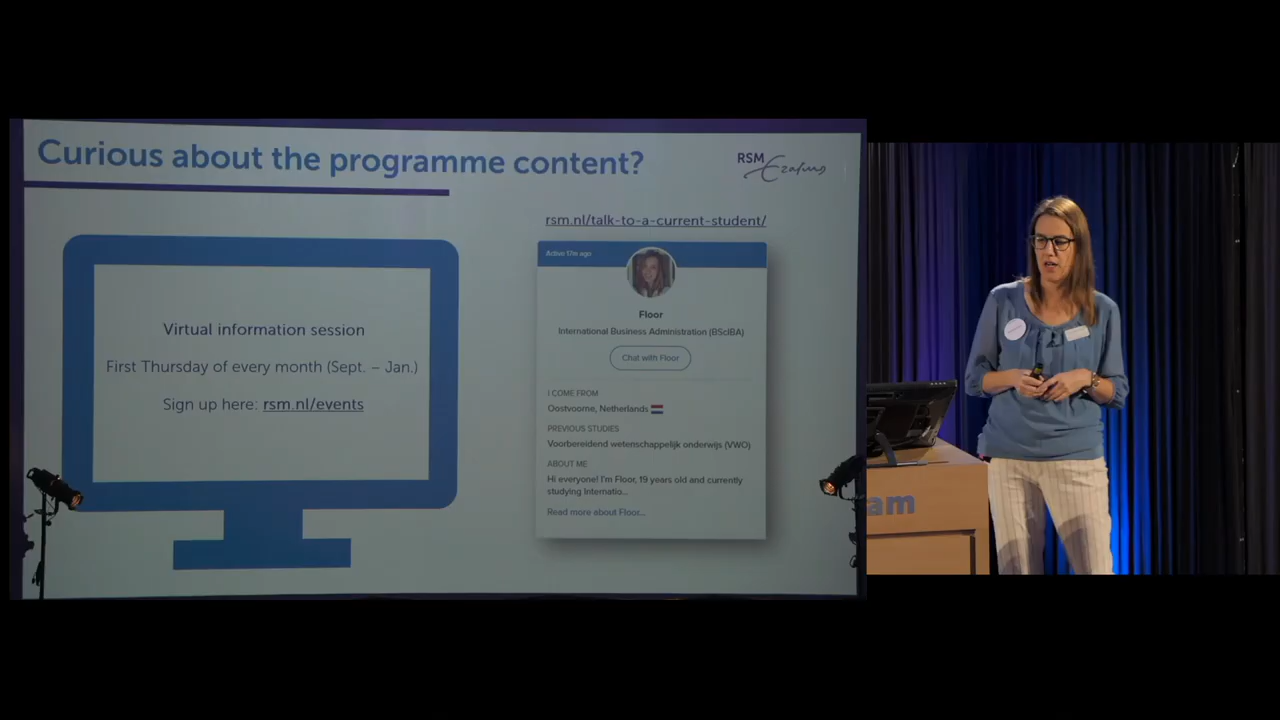 Curious about the programme content?
RSM
Erasmus
Virtual information session
First Thursday of every month (Sept. – Jan.)
Sign up here: rsm.nl/events
rsm.nl/talk-to-a-current-student/
Active 17m ago
Floor
International Business Administration (BScIBA)
Chat with Floor
I COME FROM
Oostvoorne, Netherlands
PREVIOUS STUDIES
Voorbereidend wetenschappelijk onderwijs (VWO)
ABOUT ME
Hi everyone! I'm Floor, 19 years old and currently
studying Internatio...
Read more about Floor...
am